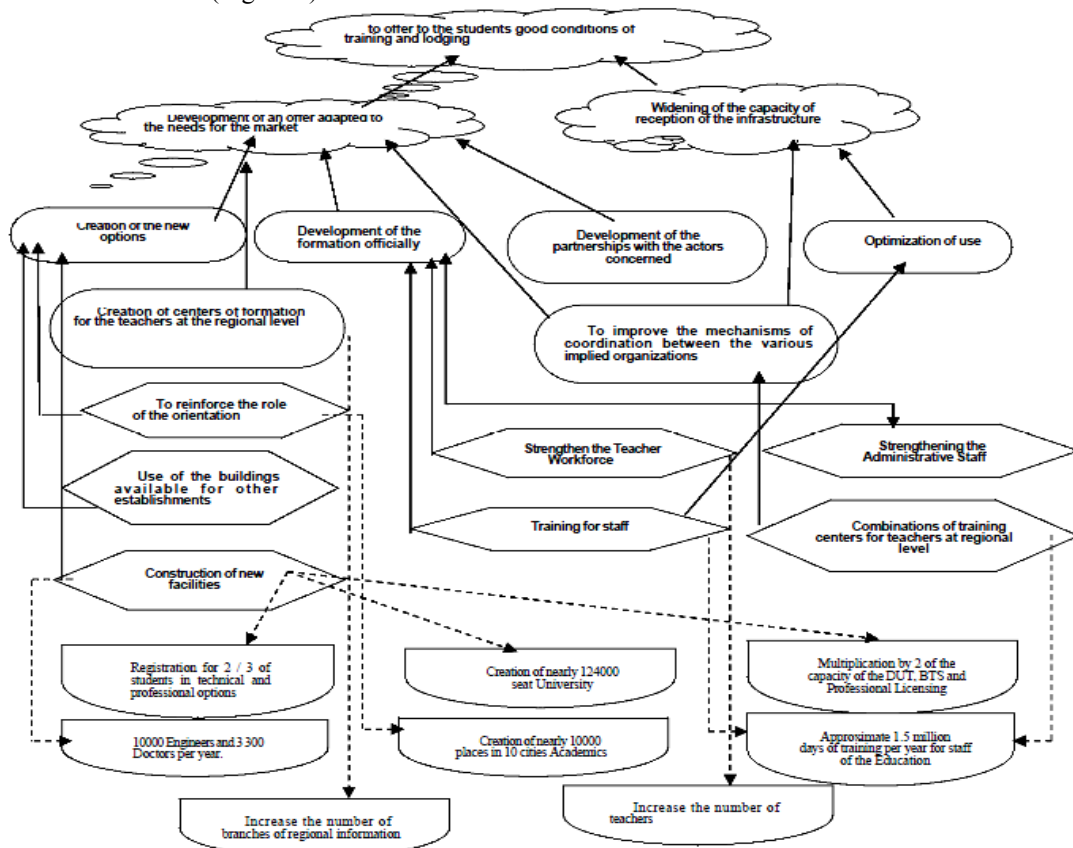 to offer to the students good conditions of
training and lodging
Development of an offer adapted to
the needs for the market
Widening of the capacity of
reception of the infrastructure
Creation of the new
options
Development of the
formation officially
Development of the
partnerships with the actors
concerned
Optimization of use
Creation of centers of formation
for the teachers at the regional level
To improve the mechanisms of
coordination between the various
implied organizations
To reinforce the role
of the orientation
Strengthen the Teacher
Workforce
Strengthening the
Administrative Staff
Use of the buildings
available for other
establishments
Training for staff
Combinations of training
centers for teachers at regional
level
Construction of new
facilities
Registration for 2 / 3 of
students in technical and
professional options
Creation of nearly 124000
seat University
Multiplication by 2 of the
capacity of the DUT, BTS and
Professional Licensing
10000 Engineers and 3 300
Doctors per year.
Creation of nearly 10000
places in 10 cities Academics
Approximate 1.5 million
days of training per year for staff
of the Education
Increase the number of
branches of regional information
Increase the number of
teachers